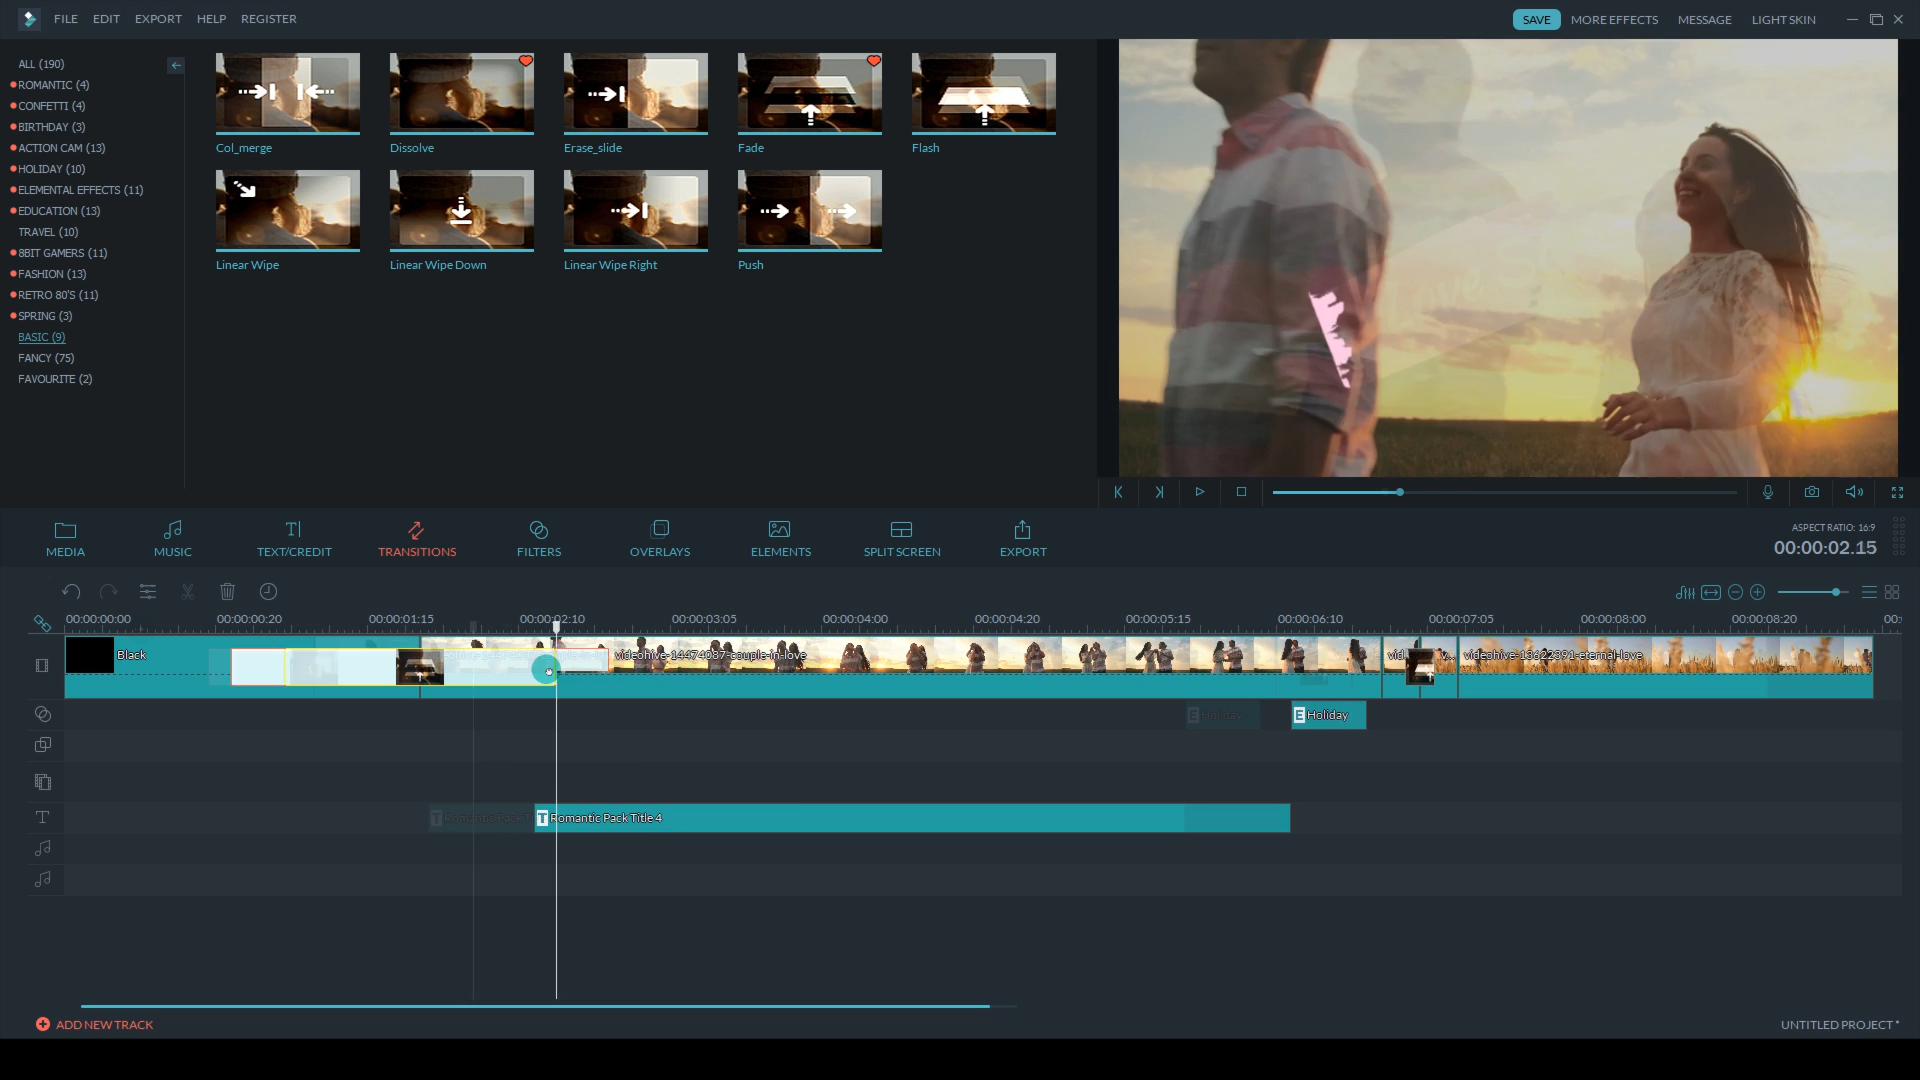 FILE EDIT EXPORT HELP REGISTER
SAVE MORE EFFECTS MESSAGE LIGHT SKIN
ALL (190)
ROMANTIC (4)
CONFETTI (4)
BIRTHDAY (3)
ACTION CAM (13)
HOLIDAY (10)
ELEMENTAL EFFECTS (11)
EDUCATION (13)
TRAVEL (10)
8BIT GAMERS (11)
FASHION (13)
RETRO 80'S (11)
SPRING (3)
BASIC (9)
FANCY (75)
FAVOURITE (2)
Col_merge Dissolve Erase_slide Fade Flash
Linear Wipe Linear Wipe Down Linear Wipe Right Push
MEDIA MUSIC TEXT/CREDIT TRANSITIONS FILTERS OVERLAYS ELEMENTS SPLIT SCREEN EXPORT
ASPECT RATIO: 16:9
00:00:02.15
00:00:00:00 00:00:00:20 00:00:01:15 00:00:02:10 00:00:03:05 00:00:04:00 00:00:04:20 00:00:05:15 00:00:06:10 00:00:07:05 00:00:08:00 00:00:08:20 00:
Black videohive-14474087-couple-in-love vid... v... videohive-13622391-eternal-love
E Holiday E Holiday
T Romantic Pack T T Romantic Pack Title 4
ADD NEW TRACK
UNTITLED PROJECT *